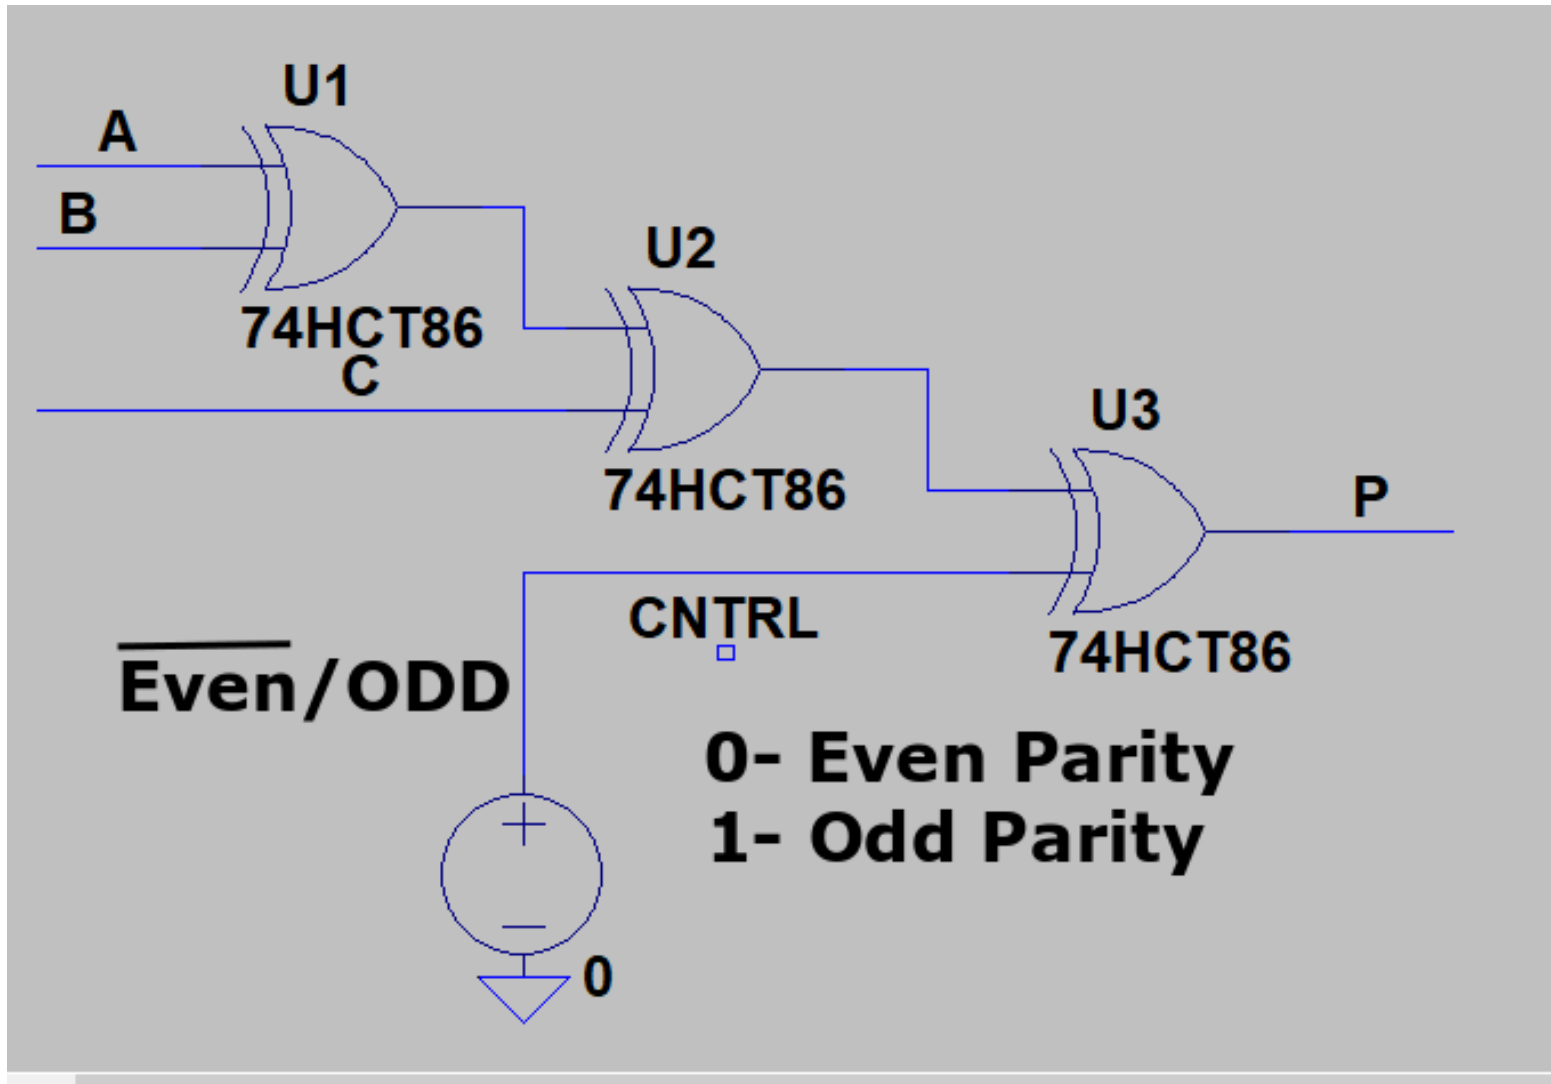 U1
A
B
74HCT86
U2
C
74HCT86
U3
P
CNTRL
74HCT86
Even/ODD
0- Even Parity
1- Odd Parity
0